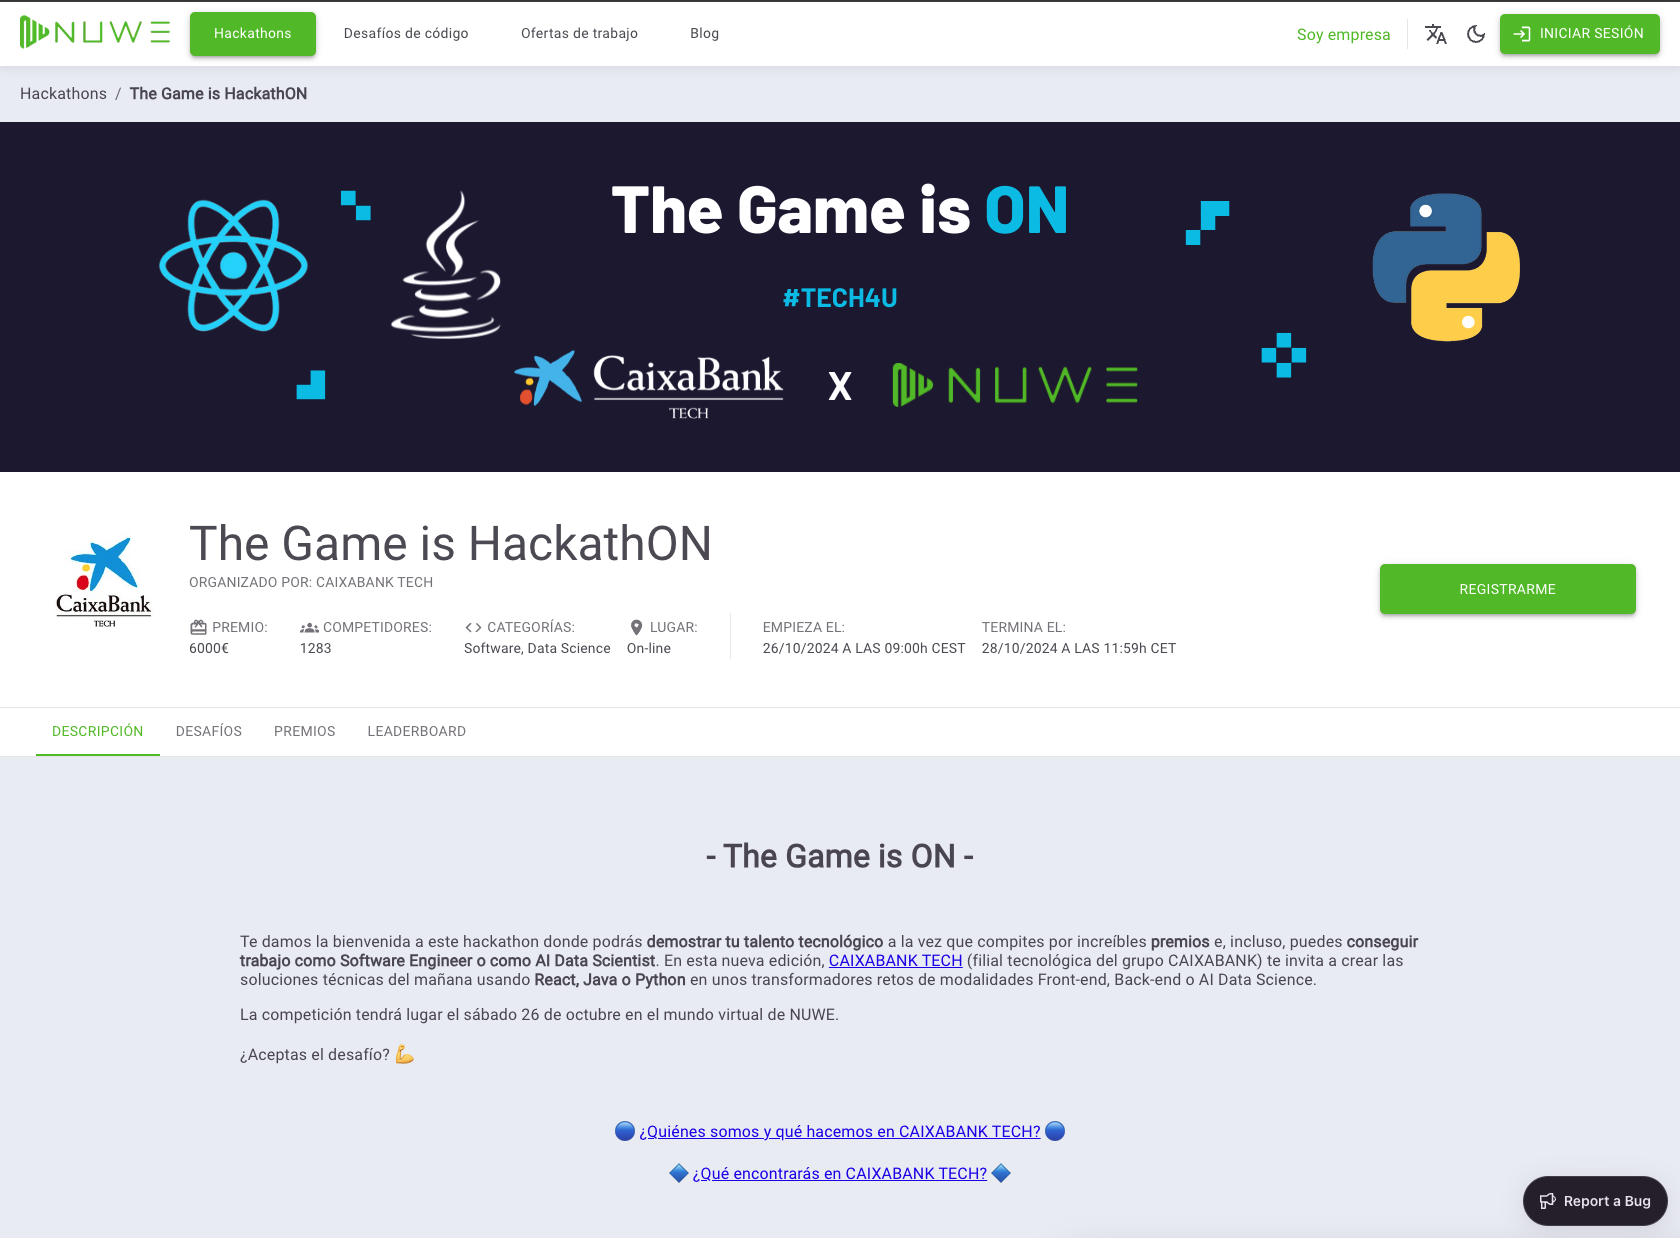 NUWE Hackathons Desafíos de código Ofertas de trabajo Blog Soy empresa INICIAR SESIÓN
Hackathons / The Game is HackathON
The Game is ON
#TECH4U
CaixaBank TECH X NUWE
CaixaBank
TECH
The Game is HackathON
ORGANIZADO POR: CAIXABANK TECH
REGISTRARME
PREMIO: COMPETIDORES: CATEGORÍAS: LUGAR: EMPIEZA EL: TERMINA EL:
6000€ 1283 Software, Data Science On-line 26/10/2024 A LAS 09:00h CEST 28/10/2024 A LAS 11:59h CET
DESCRIPCIÓN DESAFÍOS PREMIOS LEADERBOARD
- The Game is ON -
Te damos la bienvenida a este hackathon donde podrás demostrar tu talento tecnológico a la vez que compites por increíbles premios e, incluso, puedes conseguir
trabajo como Software Engineer o como AI Data Scientist. En esta nueva edición, CAIXABANK TECH (filial tecnológica del grupo CAIXABANK) te invita a crear las
soluciones técnicas del mañana usando React, Java o Python en unos transformadores retos de modalidades Front-end, Back-end o AI Data Science.
La competición tendrá lugar el sábado 26 de octubre en el mundo virtual de NUWE.
¿Aceptas el desafío? 💪
🔵 ¿Quiénes somos y qué hacemos en CAIXABANK TECH? 🔵
🔷 ¿Qué encontrarás en CAIXABANK TECH? 🔷
Report a Bug